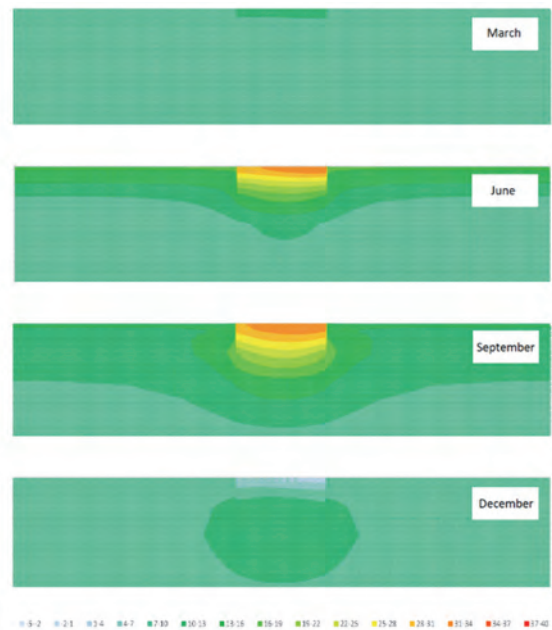 March
June
September
December
-5--2 -2-1 1-4 4-7 7-10 10-13 13-16 16-19 19-22 22-25 25-28 28-31 31-34 34-37 37-40